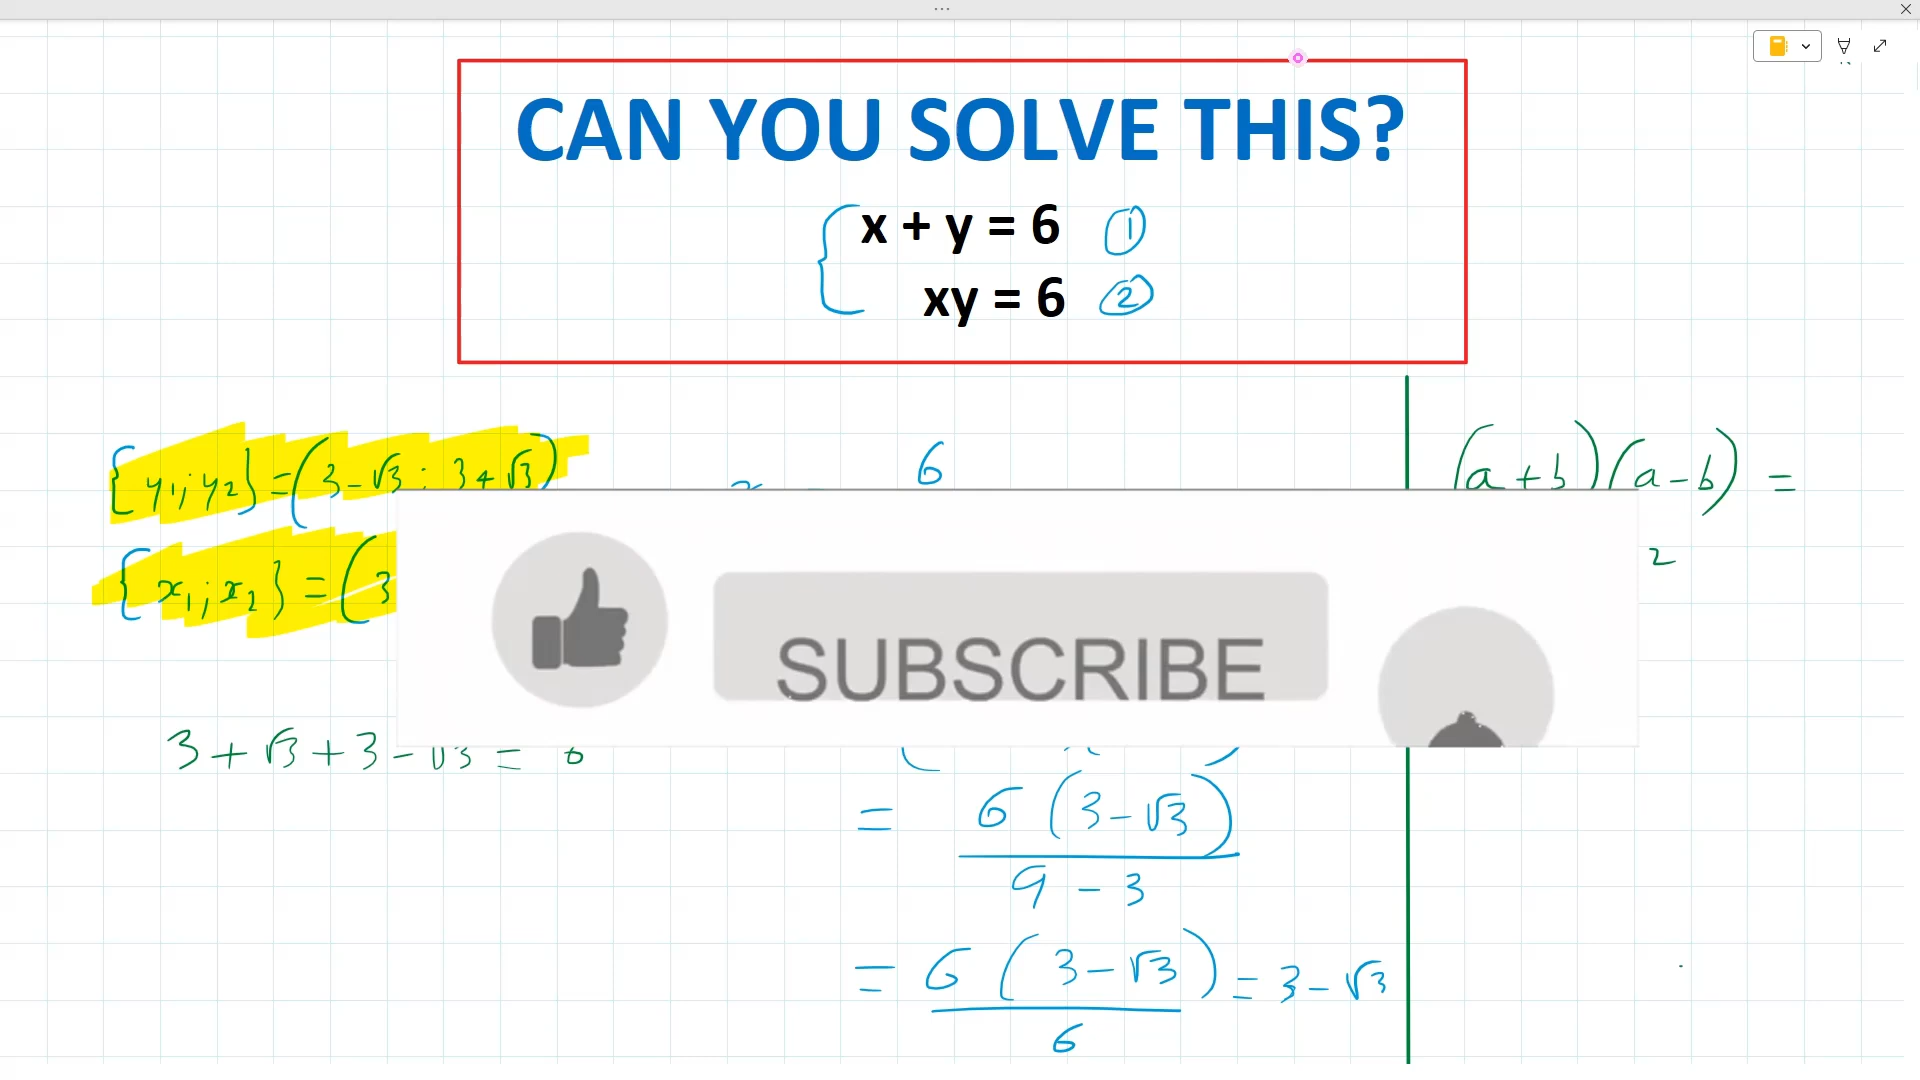 CAN YOU SOLVE THIS?
x + y = 6 ①
xy = 6 ②
{y₁; y₂} = (3-√3 ; 3+√3)
{x₁; x₂} = (3
3+√3+3-√3 =
6
= 6(3-√3)
9-3
= 6(3-√3) = 3-√3
6
(a+b)(a-b) =
2
SUBSCRIBE